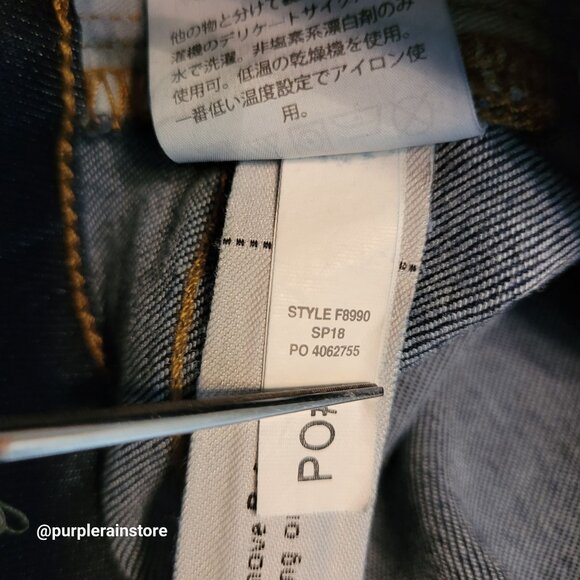 他の物と分けて
濯機のデリケートサイク
水で洗濯。非塩素系漂白剤のみ
使用可。低温の乾燥機を使用。
一番低い温度設定でアイロン使
用。
STYLE F8990
SP18
PO 4062755
PO#
move
ng
@purplerainstore